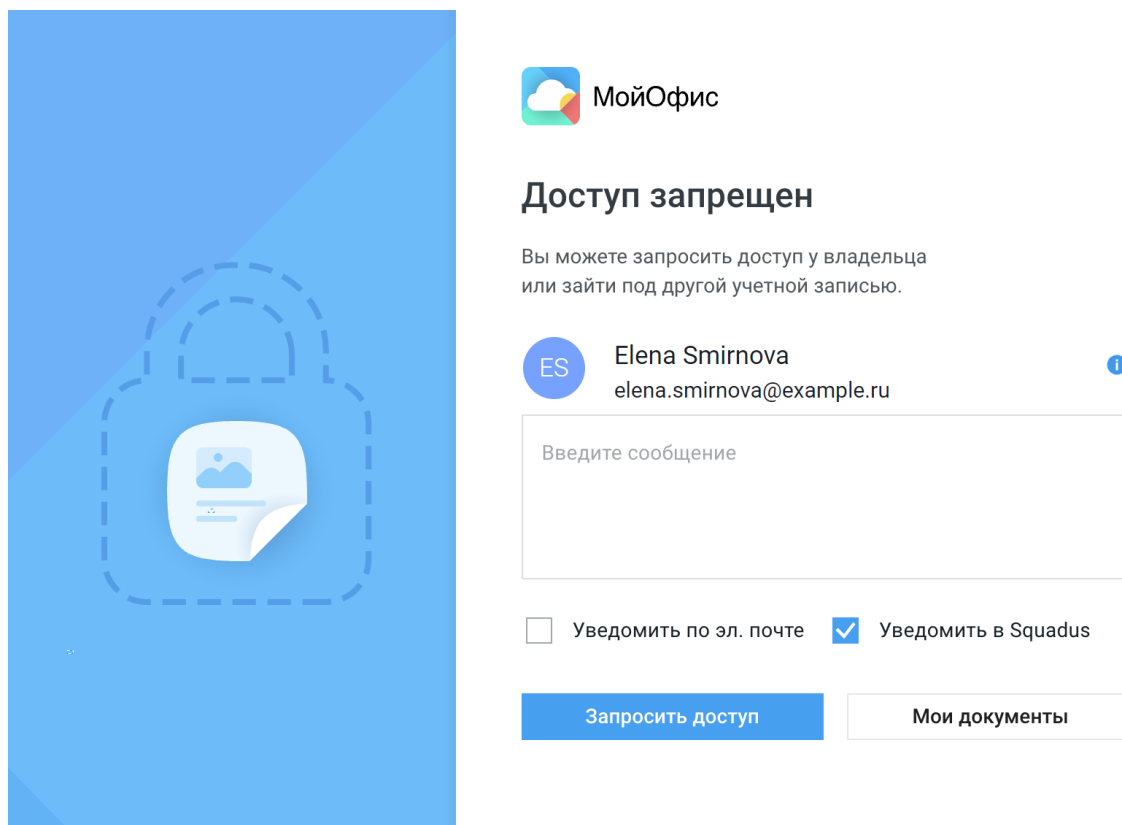 МойОфис
Доступ запрещен
Вы можете запросить доступ у владельца
или зайти под другой учетной записью.
ES
Elena Smirnova
elena.smirnova@example.ru
i
Введите сообщение
Уведомить по эл. почте
Уведомить в Squadus
Запросить доступ
Мои документы